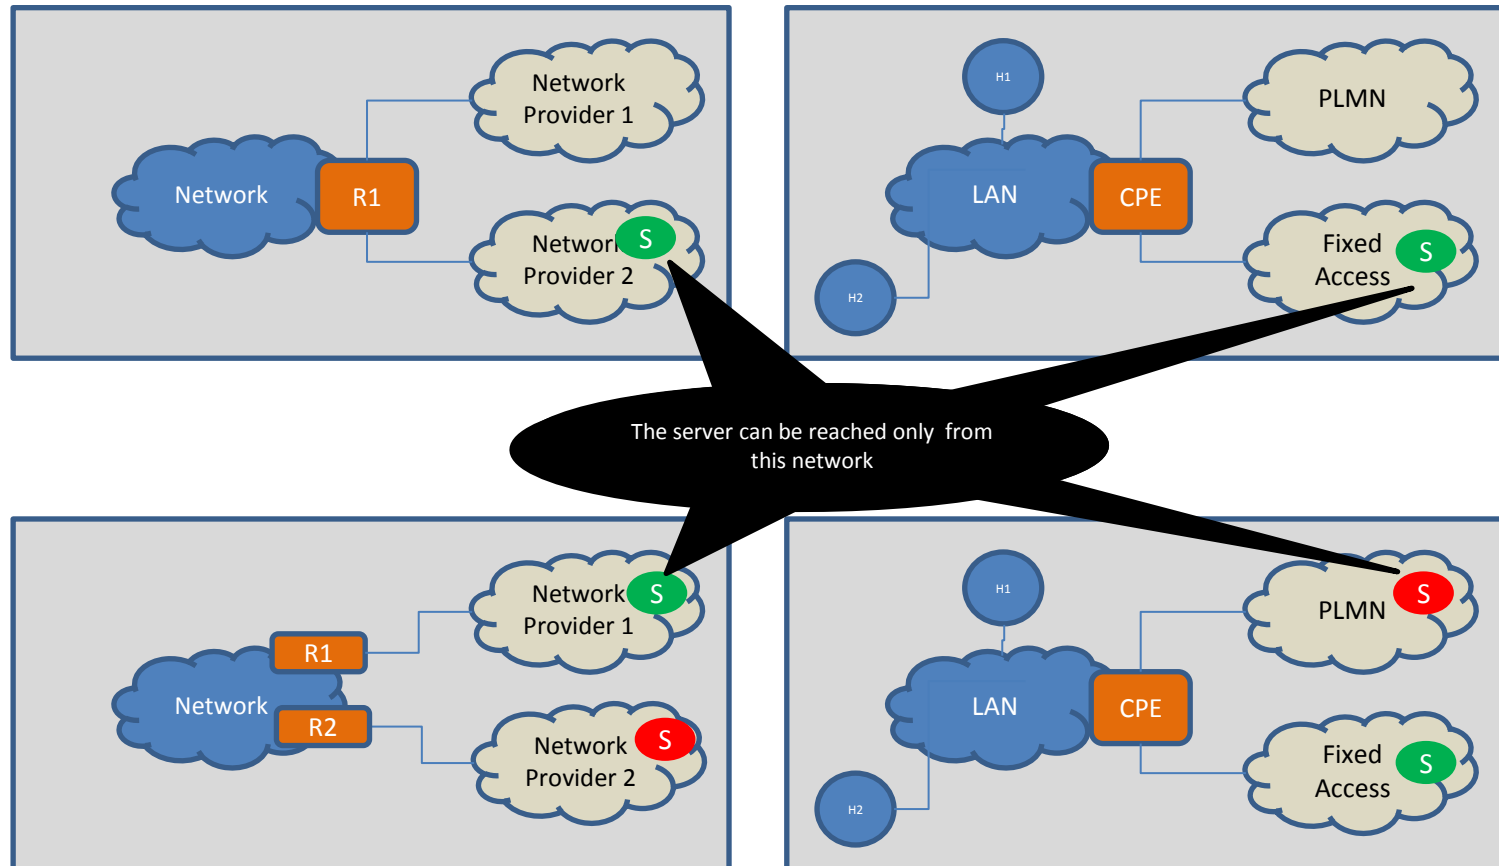 Network
Provider 1
Network
R1
Network
Provider 2
S
H1
PLMN
LAN
CPE
Fixed
Access
S
H2
The server can be reached only  from
this network
Network
Provider 1
S
R1
Network
R2
Network
Provider 2
S
H1
PLMN
S
LAN
CPE
Fixed
Access
S
H2